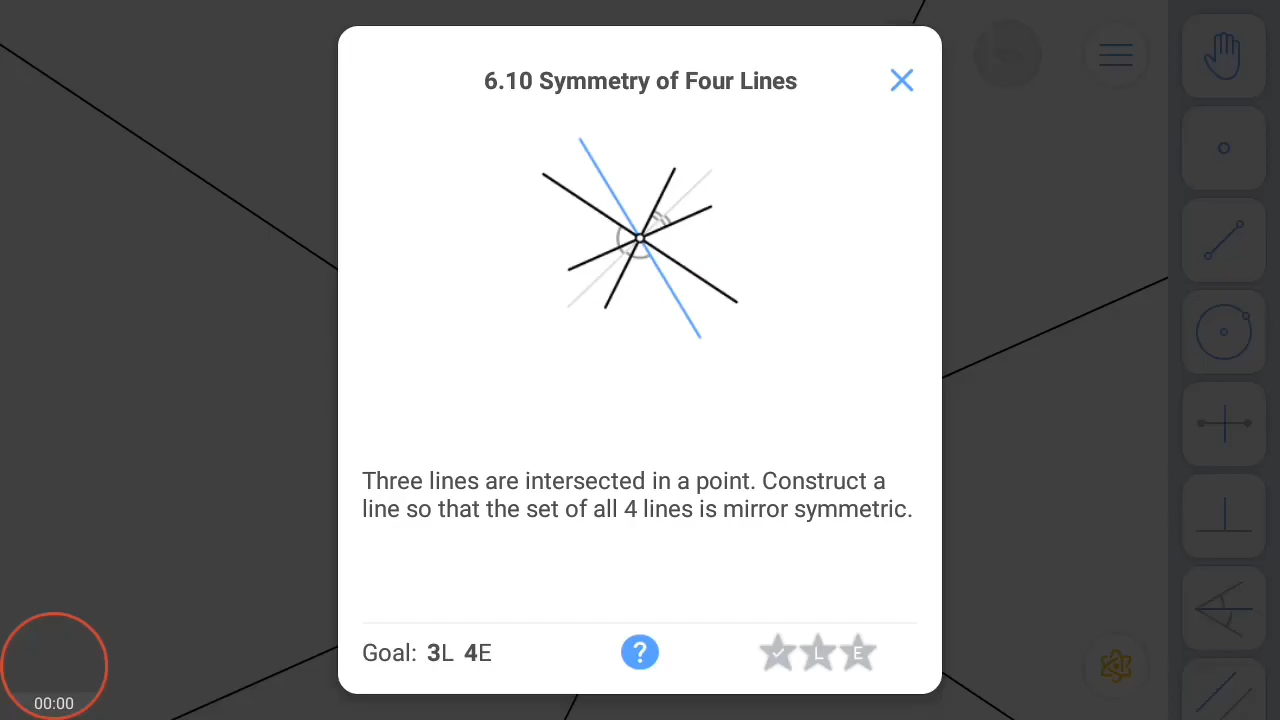 6.10 Symmetry of Four Lines
Three lines are intersected in a point. Construct a
line so that the set of all 4 lines is mirror symmetric.
Goal: 3L 4E
?
L E
00:00